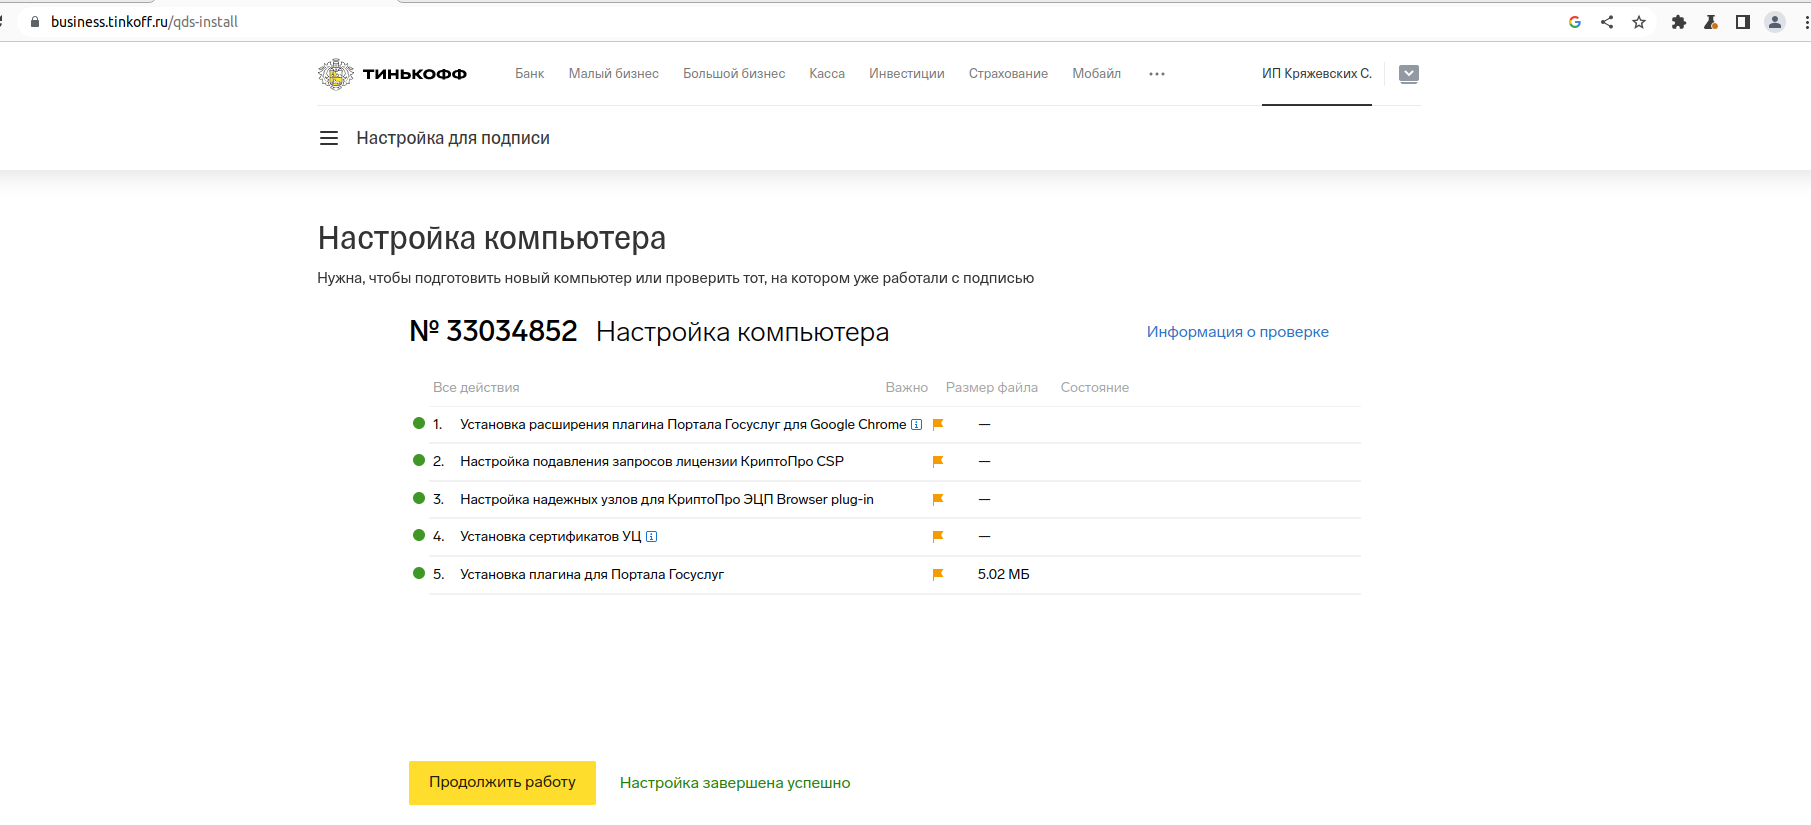 business.tinkoff.ru/qds-install
ТИНЬКОФФ Банк Малый бизнес Большой бизнес Касса Инвестиции Страхование Мобайл ИП Кряжевских С.
Настройка для подписи
Настройка компьютера
Нужна, чтобы подготовить новый компьютер или проверить тот, на котором уже работали с подписью
№ 33034852 Настройка компьютера Информация о проверке
Все действия Важно Размер файла Состояние
1. Установка расширения плагина Портала Госуслуг для Google Chrome —
2. Настройка подавления запросов лицензии КриптоПро CSP —
3. Настройка надежных узлов для КриптоПро ЭЦП Browser plug-in —
4. Установка сертификатов УЦ —
5. Установка плагина для Портала Госуслуг 5.02 МБ
Продолжить работу Настройка завершена успешно